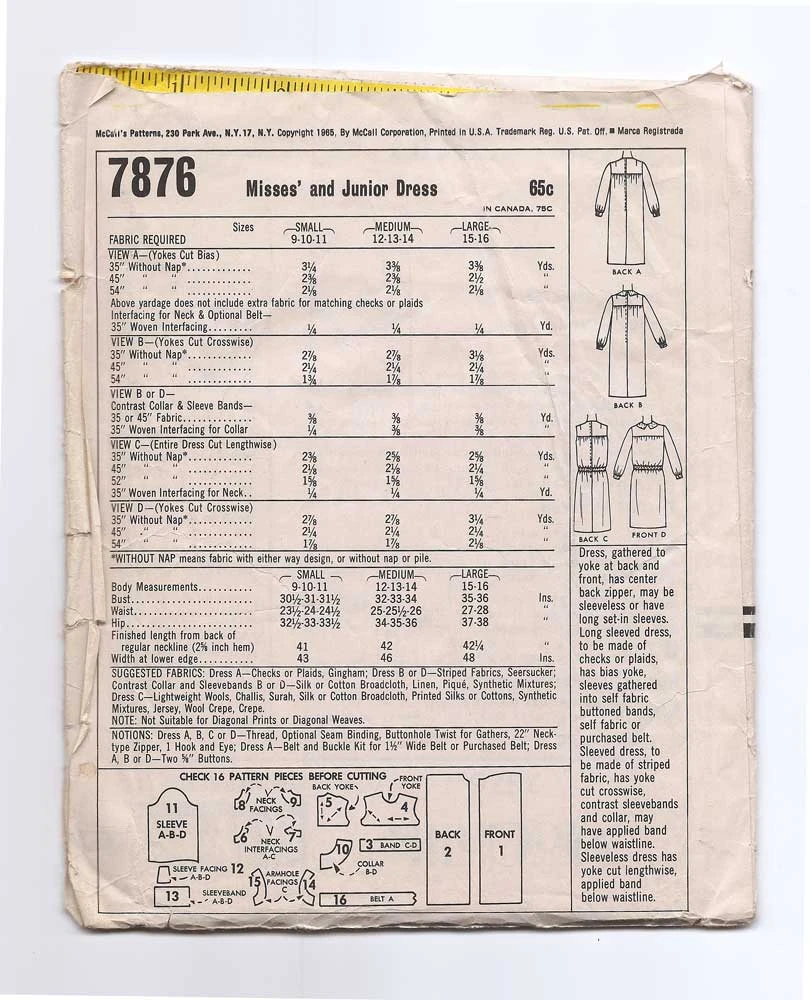 McCall's Patterns, 230 Park Ave., N.Y. 17, N.Y. Copyright 1965, By McCall Corporation, Printed in U.S.A. Trademark Reg. U.S. Pat. Off. ■ Marca Registrada
7876 Misses' and Junior Dress 65c
IN CANADA, 75C
Sizes SMALL MEDIUM LARGE
FABRIC REQUIRED 9-10-11 12-13-14 15-16
VIEW A—(Yokes Cut Bias)
35" Without Nap*............. 3¼ 3⅜ 3⅜ Yds.
45" " " ............. 2⅜ 2⅜ 2½ "
54" " " ............. 2⅛ 2⅛ 2⅛ "
Above yardage does not include extra fabric for matching checks or plaids
Interfacing for Neck & Optional Belt—
35" Woven Interfacing......... ¼ ¼ ¼ Yd.
VIEW B—(Yokes Cut Crosswise)
35" Without Nap*............. 2⅞ 2⅞ 3⅛ Yds.
45" " " ............. 2¼ 2¼ 2¼ "
54" " " ............. 1¾ 1⅞ 1⅞ "
VIEW B or D—
Contrast Collar & Sleeve Bands—
35 or 45" Fabric.............. ⅜ ⅜ ⅜ Yd.
35" Woven Interfacing for Collar ¼ ⅜ ⅜ "
VIEW C—(Entire Dress Cut Lengthwise)
35" Without Nap*............. 2⅜ 2⅝ 2⅝ Yds.
45" " " ............. 2⅛ 2⅛ 2¼ "
52" " " ............. 1⅝ 1⅝ 1⅝ "
35" Woven Interfacing for Neck.. ¼ ¼ ¼ Yd.
VIEW D—(Yokes Cut Crosswise)
35" Without Nap*............. 2⅞ 2⅞ 3¼ Yds.
45" " " ............. 2¼ 2¼ 2¼ "
54" " " ............. 1⅞ 1⅞ 2⅛ "
*WITHOUT NAP means fabric with either way design, or without nap or pile.
SMALL MEDIUM LARGE
Body Measurements........... 9-10-11 12-13-14 15-16
Bust....................... 30½-31-31½ 32-33-34 35-36 Ins.
Waist...................... 23½-24-24½ 25-25½-26 27-28 "
Hip........................ 32½-33-33½ 34-35-36 37-38 "
Finished length from back of
regular neckline (2⅝ inch hem) 41 42 42¼ "
Width at lower edge........... 43 46 48 Ins.
SUGGESTED FABRICS: Dress A—Checks or Plaids, Gingham; Dress B or D—Striped Fabrics, Seersucker;
Contrast Collar and Sleevebands B or D—Silk or Cotton Broadcloth, Linen, Piqué, Synthetic Mixtures;
Dress C—Lightweight Wools, Challis, Surah, Silk or Cotton Broadcloth, Printed Silks or Cottons, Synthetic
Mixtures, Jersey, Wool Crepe, Crepe.
NOTE: Not Suitable for Diagonal Prints or Diagonal Weaves.
NOTIONS: Dress A, B, C or D—Thread, Optional Seam Binding, Buttonhole Twist for Gathers, 22" Neck-
type Zipper, 1 Hook and Eye; Dress A—Belt and Buckle Kit for 1½" Wide Belt or Purchased Belt; Dress
A, B or D—Two ⅝" Buttons.
CHECK 16 PATTERN PIECES BEFORE CUTTING
11
SLEEVE
A-B-D
8 NECK FACINGS 9
6 NECK INTERFACINGS A-C 7
BACK YOKE
5
FRONT YOKE
4
10
COLLAR
B-D
3 BAND C-D
BACK
2
FRONT
1
SLEEVE FACING 12
A-B-D
13 SLEEVEBAND
A-B-D
15 ARMHOLE FACINGS C 14
16 BELT A
BACK A
BACK B
BACK C
FRONT D
Dress, gathered to
yoke at back and
front, has center
back zipper, may be
sleeveless or have
long set-in sleeves.
Long sleeved dress,
to be made of
checks or plaids,
has bias yoke,
sleeves gathered
into self fabric
buttoned bands,
self fabric or
purchased belt.
Sleeved dress, to
be made of striped
fabric, has yoke
cut crosswise,
contrast sleevebands
and collar, may
have applied band
below waistline.
Sleeveless dress has
yoke cut lengthwise,
applied band
below waistline.